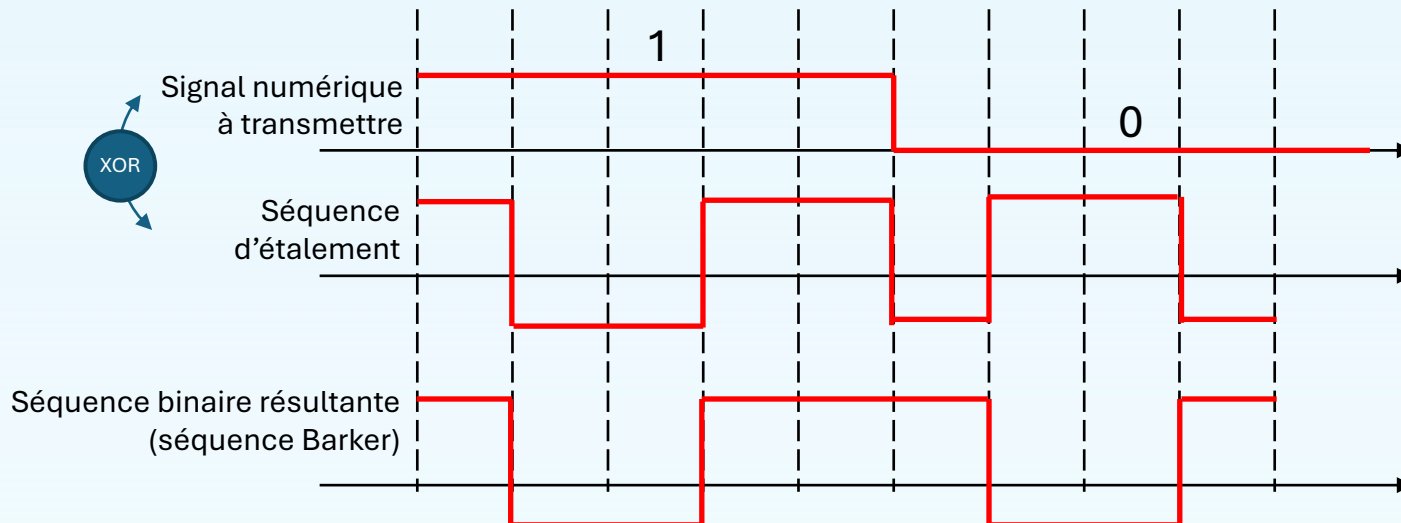 1
Signal numérique
à transmettre
0
XOR
Séquence
d’étalement
Séquence binaire résultante
(séquence Barker)